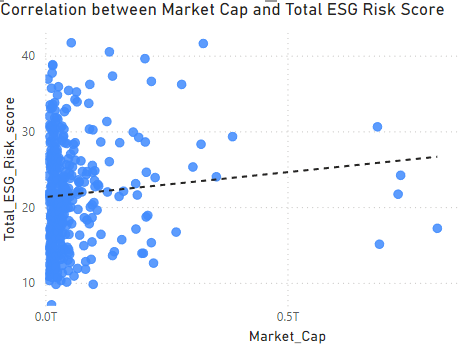 Correlation between Market Cap and Total ESG Risk Score
Total_ESG_Risk_score
40
30
20
10
0.0T
0.5T
Market_Cap